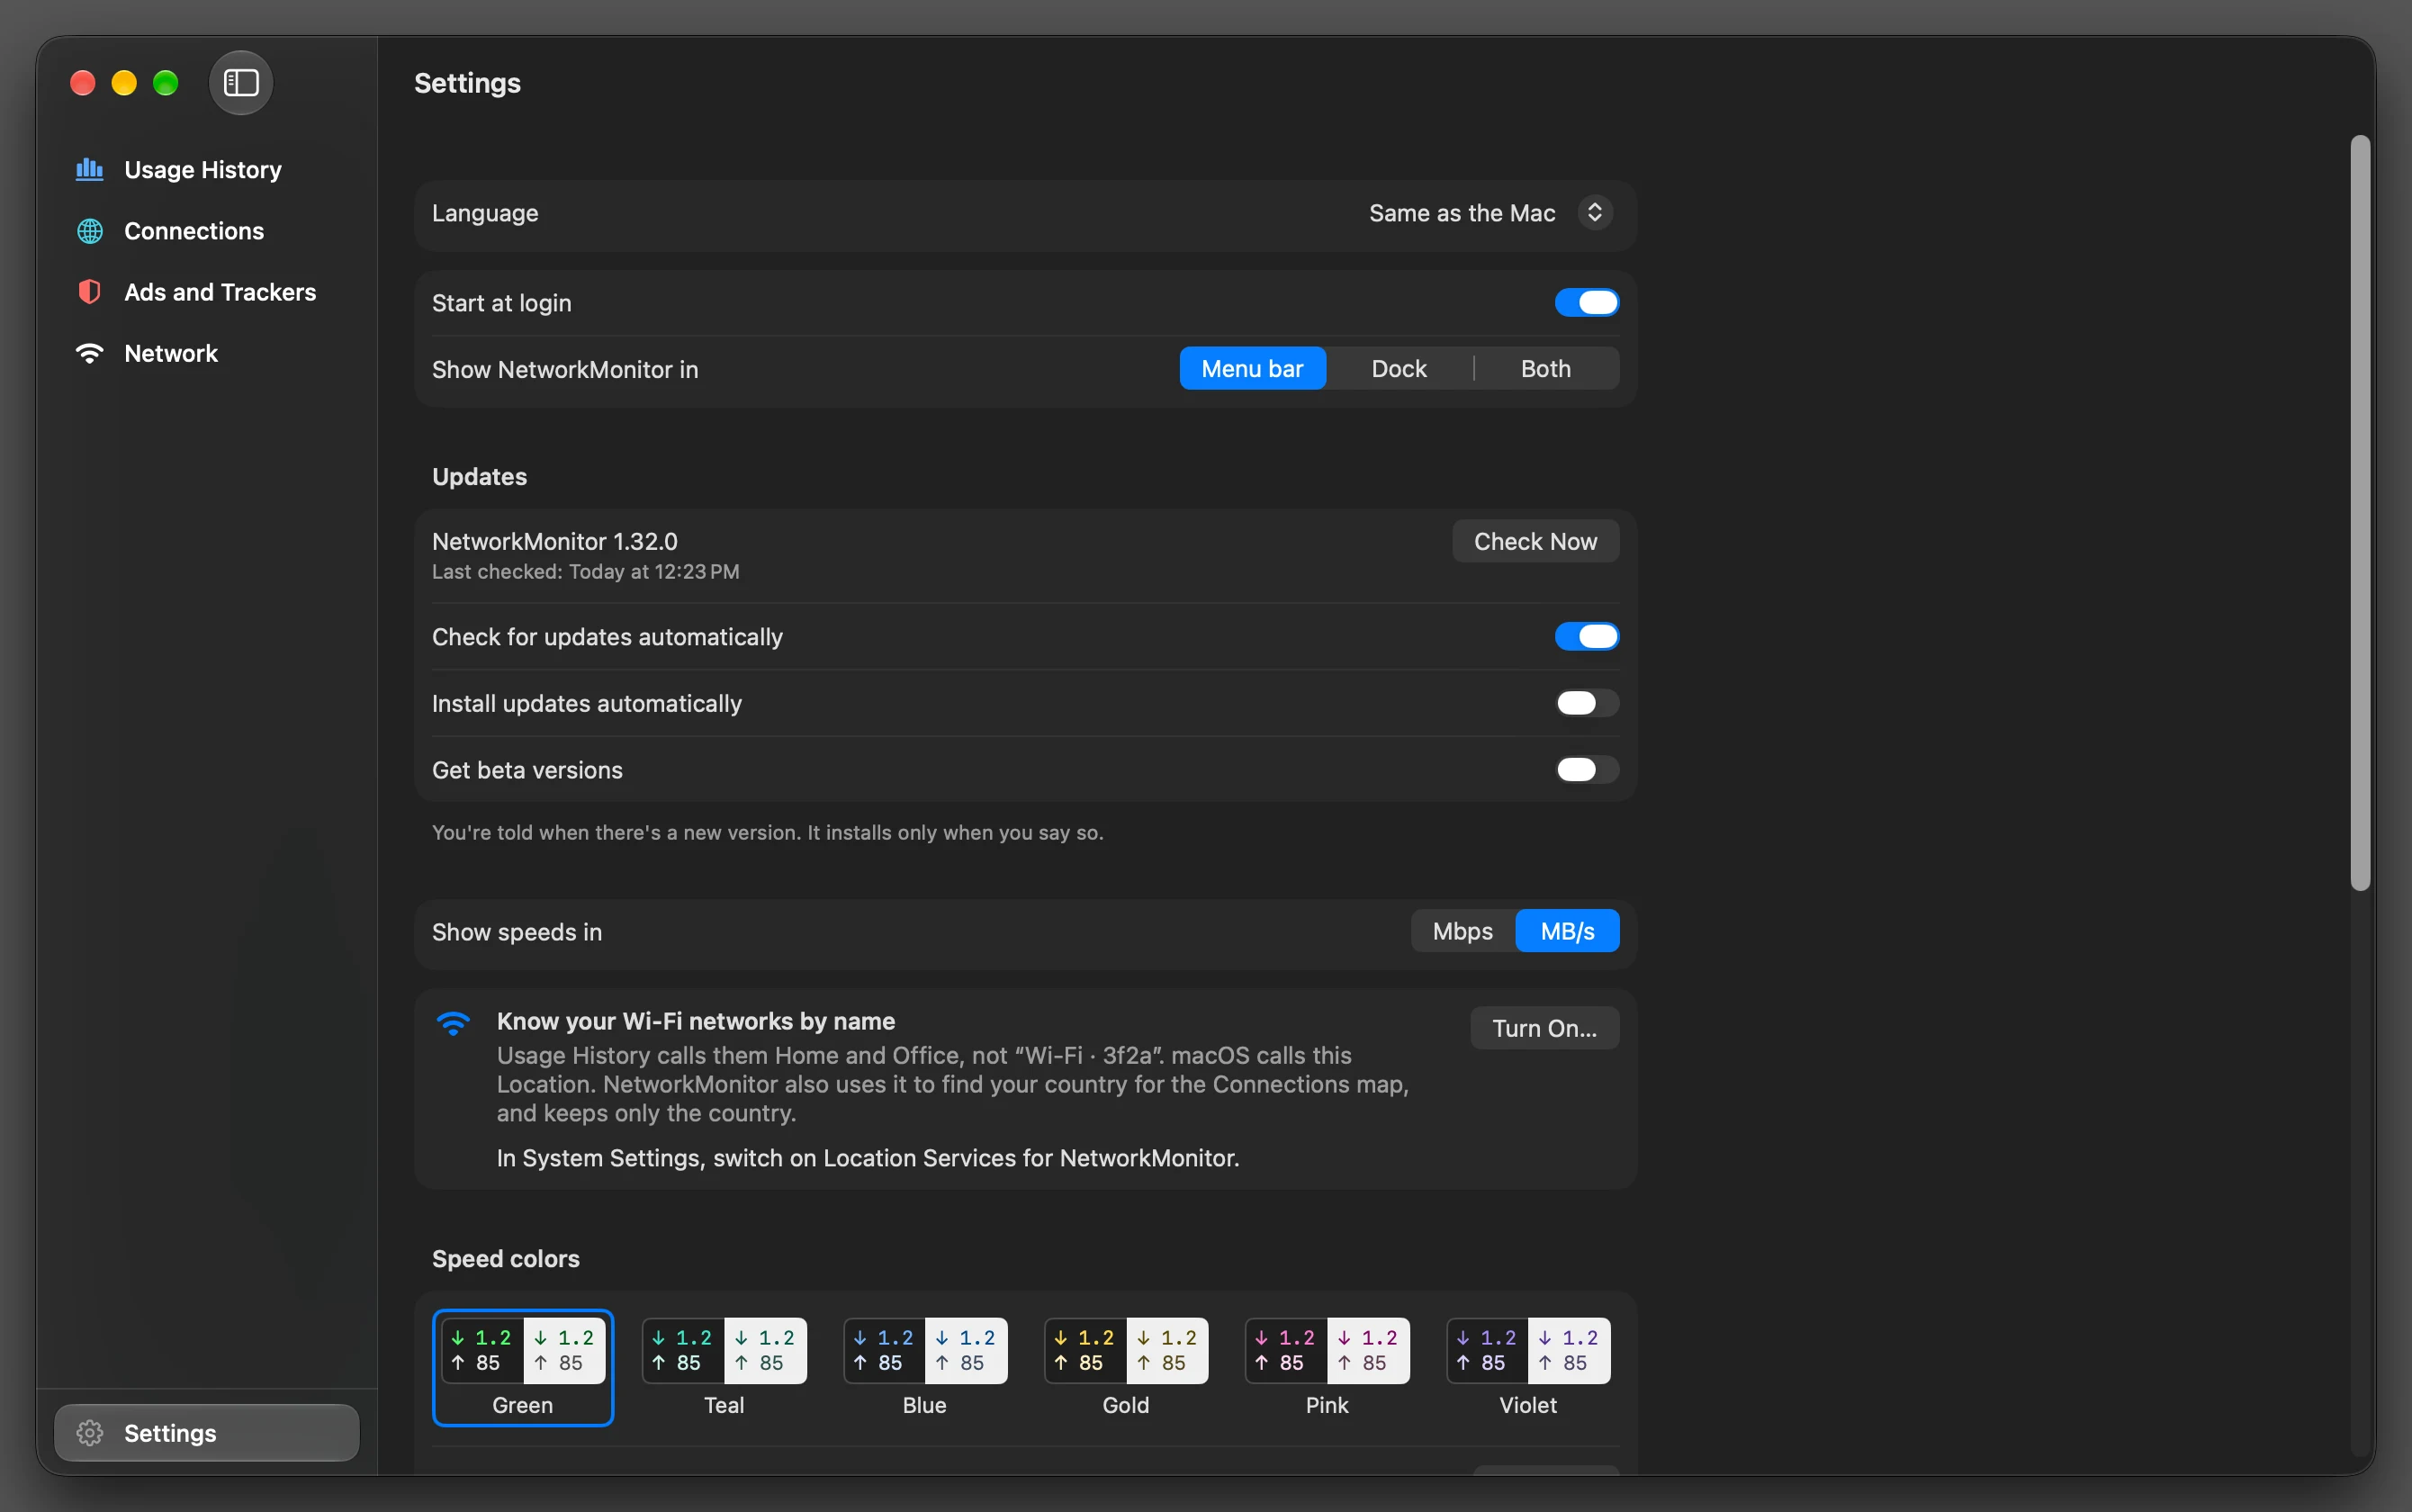 Settings
Usage History
Connections
Ads and Trackers
Network
Language
Same as the Mac
Start at login
Show NetworkMonitor in
Menu bar
Dock
Both
Updates
NetworkMonitor 1.32.0
Last checked: Today at 12:23 PM
Check Now
Check for updates automatically
Install updates automatically
Get beta versions
You're told when there's a new version. It installs only when you say so.
Show speeds in
Mbps
MB/s
Know your Wi-Fi networks by name
Turn On...
Usage History calls them Home and Office, not “Wi-Fi · 3f2a”. macOS calls this
Location. NetworkMonitor also uses it to find your country for the Connections map,
and keeps only the country.
In System Settings, switch on Location Services for NetworkMonitor.
Speed colors
↓ 1.2 ↓ 1.2
↑ 85 ↑ 85
Green
↓ 1.2 ↓ 1.2
↑ 85 ↑ 85
Teal
↓ 1.2 ↓ 1.2
↑ 85 ↑ 85
Blue
↓ 1.2 ↓ 1.2
↑ 85 ↑ 85
Gold
↓ 1.2 ↓ 1.2
↑ 85 ↑ 85
Pink
↓ 1.2 ↓ 1.2
↑ 85 ↑ 85
Violet
Settings